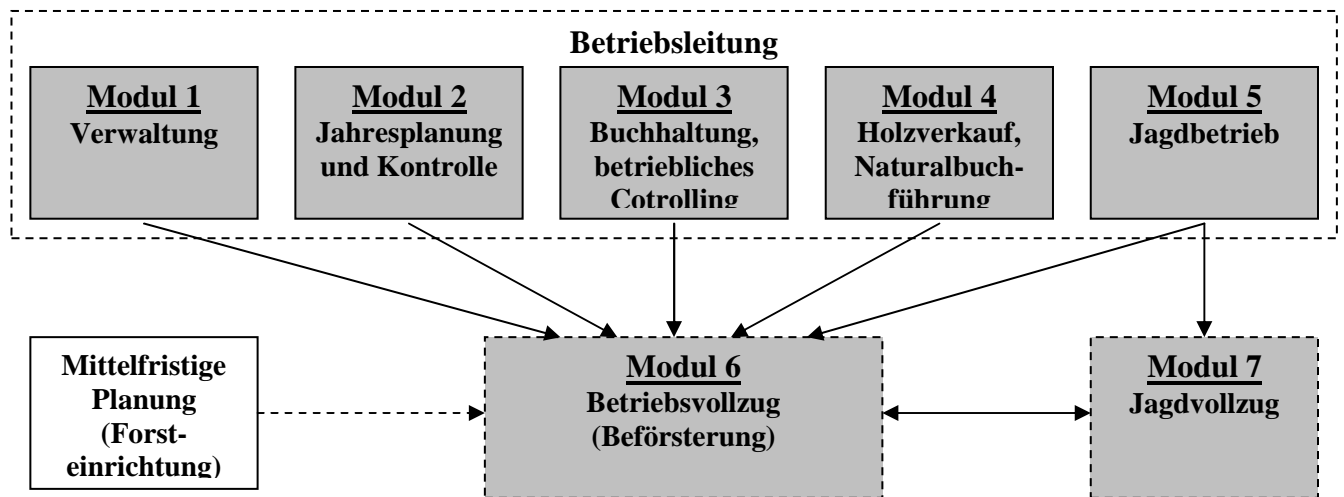 Betriebsleitung
Modul 1
Verwaltung
Modul 2
Jahresplanung
und Kontrolle
Modul 3
Buchhaltung,
betriebliches
Cotrolling
Modul 4
Holzverkauf,
Naturalbuch-
führung
Modul 5
Jagdbetrieb
Mittelfristige
Planung
(Forst-
einrichtung)
Modul 6
Betriebsvollzug
(Beförsterung)
Modul 7
Jagdvollzug